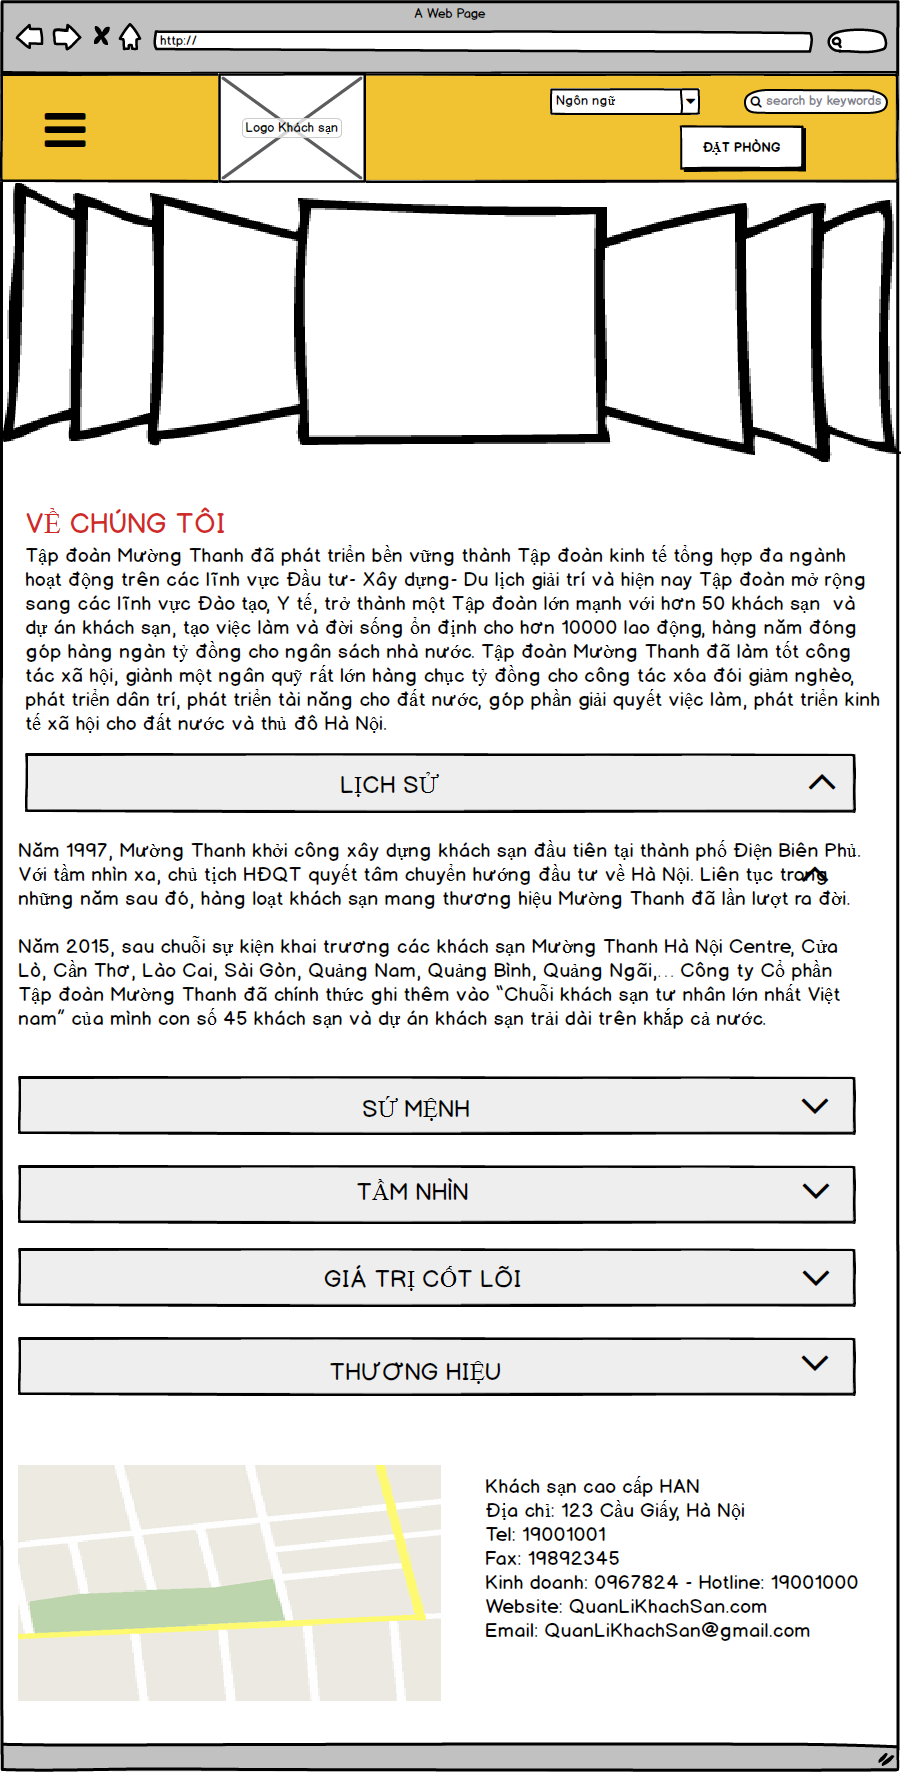 A Web Page
http://
Logo Khách sạn
Ngôn ngữ
search by keywords
ĐẶT PHÒNG
VỀ CHÚNG TÔI
Tập đoàn Mường Thanh đã phát triển bền vững thành Tập đoàn kinh tế tổng hợp đa ngành
hoạt động trên các lĩnh vực Đầu tư- Xây dựng- Du lịch giải trí và hiện nay Tập đoàn mở rộng
sang các lĩnh vực Đào tạo, Y tế, trở thành một Tập đoàn lớn mạnh với hơn 50 khách sạn và
dự án khách sạn, tạo việc làm và đời sống ổn định cho hơn 10000 lao động, hàng năm đóng
góp hàng ngàn tỷ đồng cho ngân sách nhà nước. Tập đoàn Mường Thanh đã làm tốt công
tác xã hội, giành một ngân quỹ rất lớn hàng chục tỷ đồng cho công tác xóa đói giảm nghèo,
phát triển dân trí, phát triển tài năng cho đất nước, góp phần giải quyết việc làm, phát triển kinh
tế xã hội cho đất nước và thủ đô Hà Nội.
LỊCH SỬ
Năm 1997, Mường Thanh khởi công xây dựng khách sạn đầu tiên tại thành phố Điện Biên Phủ.
Với tầm nhìn xa, chủ tịch HĐQT quyết tâm chuyển hướng đầu tư về Hà Nội. Liên tục trong
những năm sau đó, hàng loạt khách sạn mang thương hiệu Mường Thanh đã lần lượt ra đời.
Năm 2015, sau chuỗi sự kiện khai trương các khách sạn Mường Thanh Hà Nội Centre, Cửa
Lò, Cần Thơ, Lào Cai, Sài Gòn, Quảng Nam, Quảng Bình, Quảng Ngãi,… Công ty Cổ phần
Tập đoàn Mường Thanh đã chính thức ghi thêm vào “Chuỗi khách sạn tư nhân lớn nhất Việt
nam” của mình con số 45 khách sạn và dự án khách sạn trải dài trên khắp cả nước.
SỨ MỆNH
TẦM NHÌN
GIÁ TRỊ CỐT LÕI
THƯƠNG HIỆU
Khách sạn cao cấp HAN
Địa chỉ: 123 Cầu Giấy, Hà Nội
Tel: 19001001
Fax: 19892345
Kinh doanh: 0967824 - Hotline: 19001000
Website: QuanLiKhachSan.com
Email: QuanLiKhachSan@gmail.com